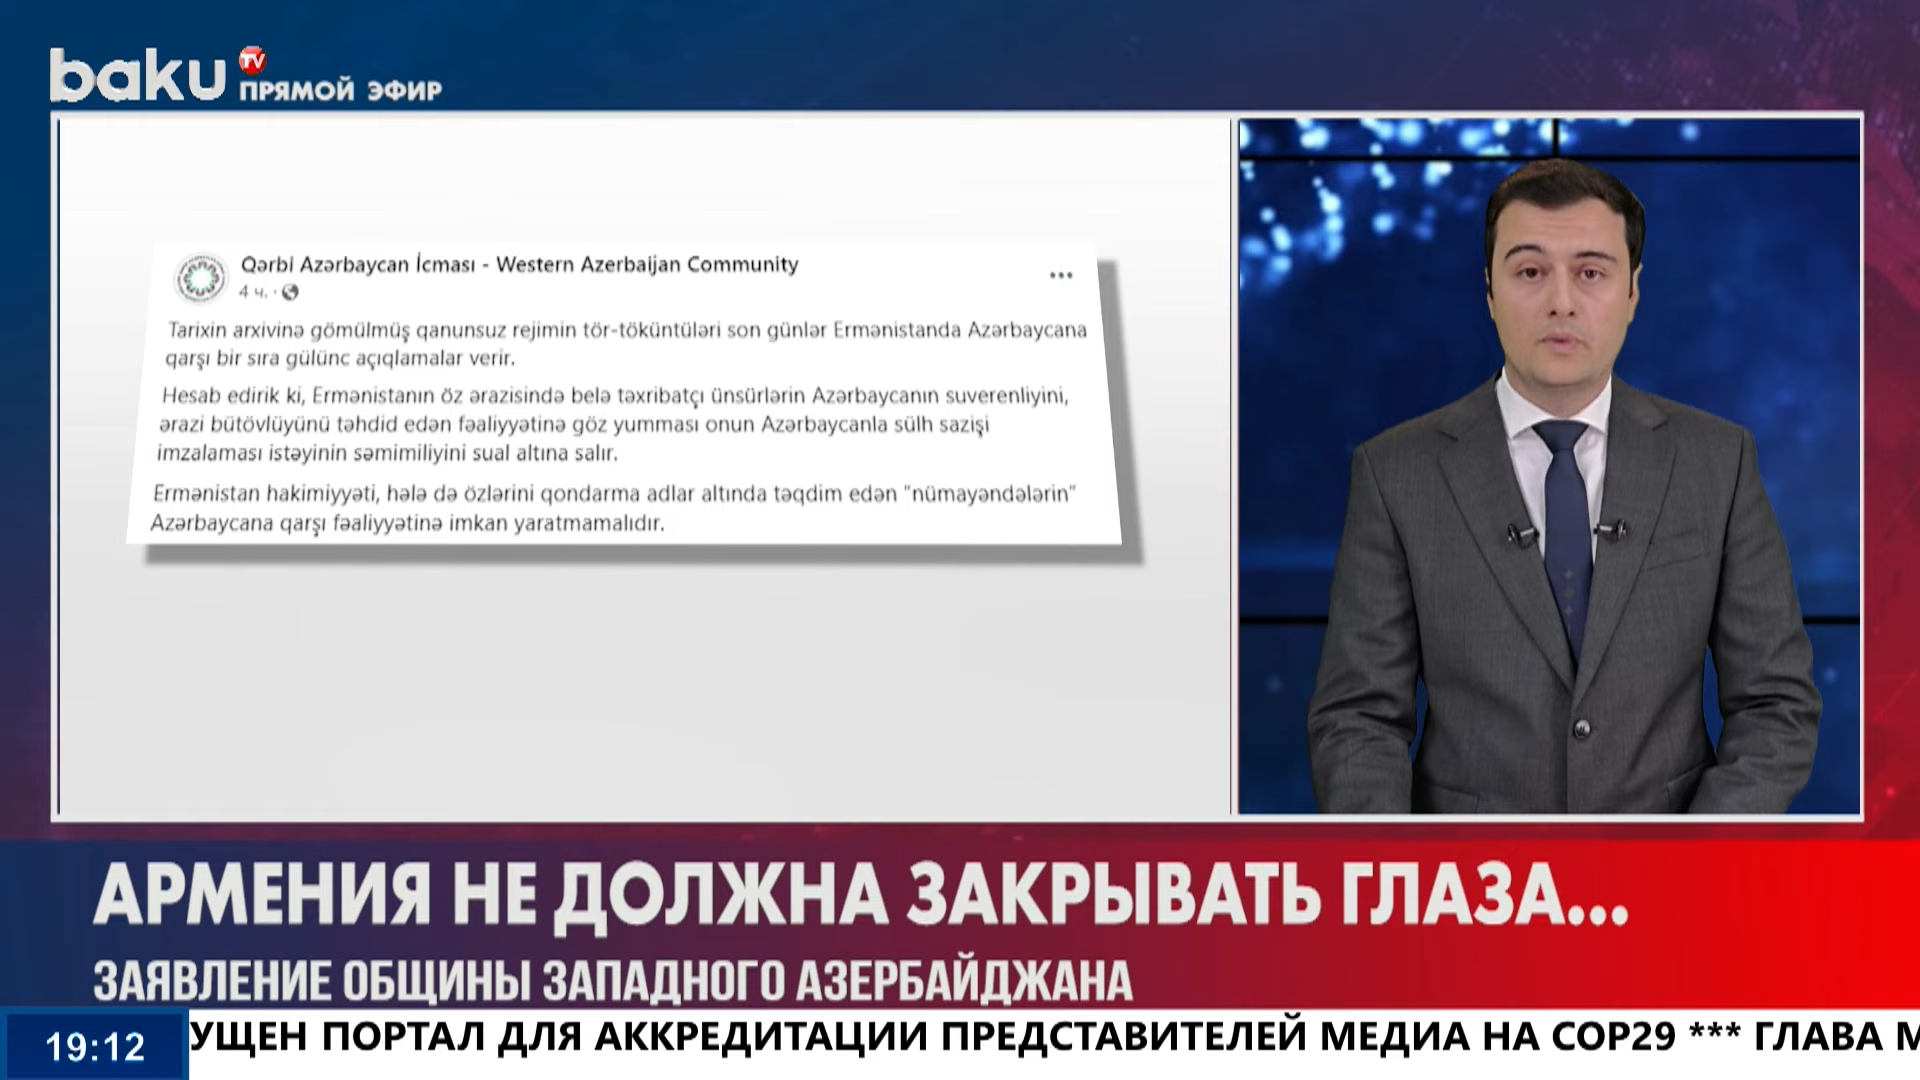 baku TV
ПРЯМОЙ ЭФИР
Qərbi Azərbaycan İcması - Western Azerbaijan Community
4 ч. ·
Tarixin arxivinə gömülmüş qanunsuz rejimin tör-töküntüləri son günlər Ermənistanda Azərbaycana
qarşı bir sıra gülünc açıqlamalar verir.
Hesab edirik ki, Ermənistanın öz ərazisində belə təxribatçı ünsürlərin Azərbaycanın suverenliyini,
ərazi bütövlüyünü təhdid edən fəaliyyətinə göz yumması onun Azərbaycanla sülh sazişi
imzalaması istəyinin səmimiliyini sual altına salır.
Ermənistan hakimiyyəti, hələ də özlərini qondarma adlar altında təqdim edən "nümayəndələrin"
Azərbaycana qarşı fəaliyyətinə imkan yaratmamalıdır.
АРМЕНИЯ НЕ ДОЛЖНА ЗАКРЫВАТЬ ГЛАЗА...
ЗАЯВЛЕНИЕ ОБЩИНЫ ЗАПАДНОГО АЗЕРБАЙДЖАНА
19:12
УЩЕН ПОРТАЛ ДЛЯ АККРЕДИТАЦИИ ПРЕДСТАВИТЕЛЕЙ МЕДИА НА COP29 *** ГЛАВА М